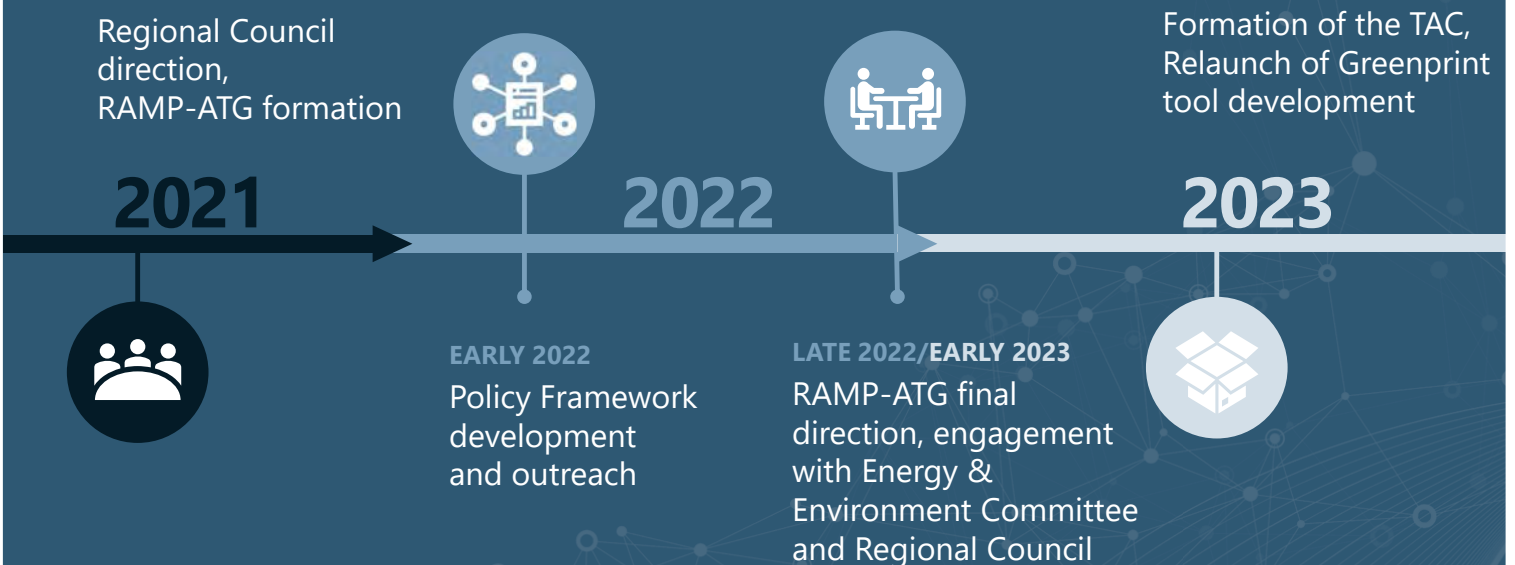 Regional Council
direction,
RAMP-ATG formation
2021
2022
EARLY 2022
Policy Framework
development
and outreach
LATE 2022/EARLY 2023
RAMP-ATG final
direction, engagement
with Energy &
Environment Committee
and Regional Council
Formation of the TAC,
Relaunch of Greenprint
tool development
2023